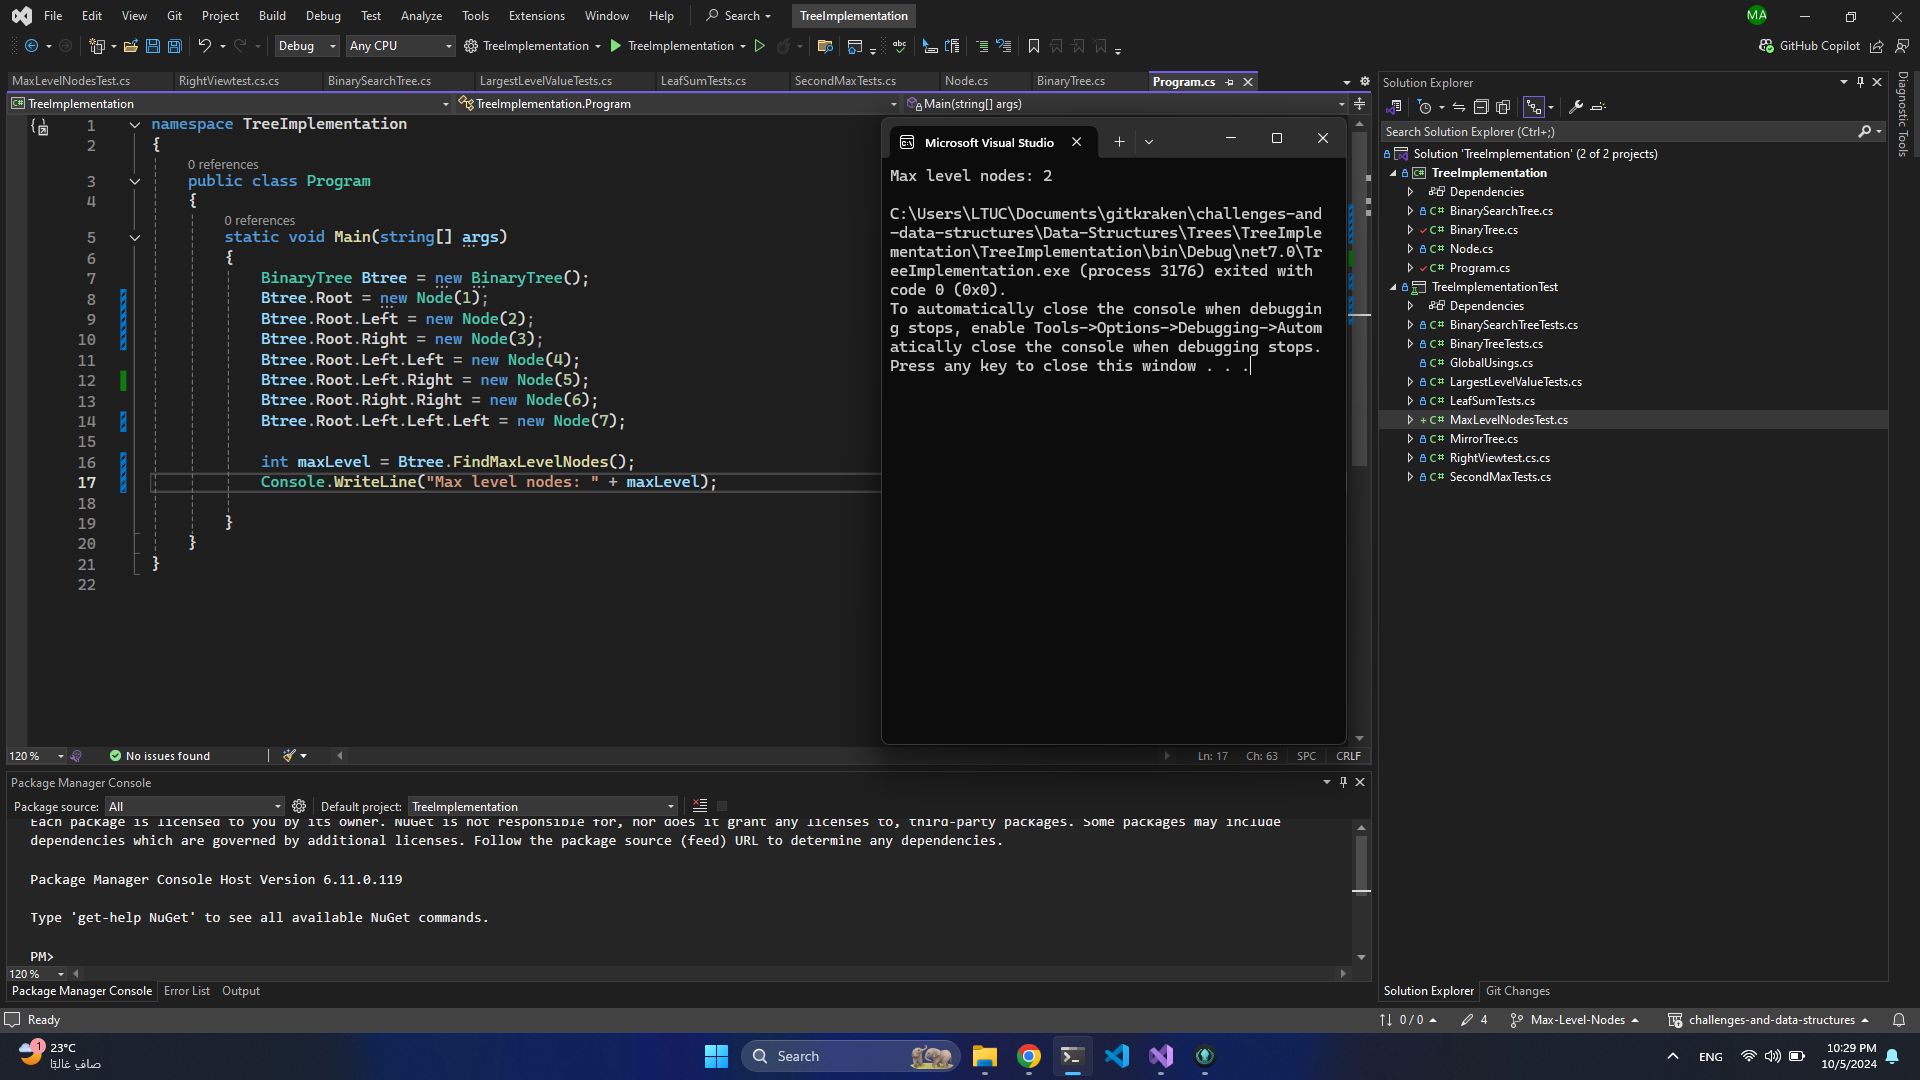 File Edit View Git Project Build Debug Test Analyze Tools Extensions Window Help Search TreeImplementation MA
Debug Any CPU TreeImplementation TreeImplementation GitHub Copilot
MaxLevelNodesTest.cs RightViewtest.cs.cs BinarySearchTree.cs LargestLevelValueTests.cs LeafSumTests.cs SecondMaxTests.cs Node.cs BinaryTree.cs Program.cs
TreeImplementation TreeImplementation.Program Main(string[] args)
1 namespace TreeImplementation
2 {
0 references
3 public class Program
4 {
0 references
5 static void Main(string[] args)
6 {
7 BinaryTree Btree = new BinaryTree();
8 Btree.Root = new Node(1);
9 Btree.Root.Left = new Node(2);
10 Btree.Root.Right = new Node(3);
11 Btree.Root.Left.Left = new Node(4);
12 Btree.Root.Left.Right = new Node(5);
13 Btree.Root.Right.Right = new Node(6);
14 Btree.Root.Left.Left.Left = new Node(7);
15
16 int maxLevel = Btree.FindMaxLevelNodes();
17 Console.WriteLine("Max level nodes: " + maxLevel);
18
19 }
20 }
21 }
22
Microsoft Visual Studio
Max level nodes: 2
C:\Users\LTUC\Documents\gitkraken\challenges-and
-data-structures\Data-Structures\Trees\TreeImple
mentation\TreeImplementation\bin\Debug\net7.0\Tr
eeImplementation.exe (process 3176) exited with
code 0 (0x0).
To automatically close the console when debuggin
g stops, enable Tools->Options->Debugging->Autom
atically close the console when debugging stops.
Press any key to close this window . . .
120 % No issues found Ln: 17 Ch: 63 SPC CRLF
Solution Explorer
Search Solution Explorer (Ctrl+;)
Solution 'TreeImplementation' (2 of 2 projects)
TreeImplementation
Dependencies
C# BinarySearchTree.cs
C# BinaryTree.cs
C# Node.cs
C# Program.cs
TreeImplementationTest
Dependencies
C# BinarySearchTreeTests.cs
C# BinaryTreeTests.cs
C# GlobalUsings.cs
C# LargestLevelValueTests.cs
C# LeafSumTests.cs
C# MaxLevelNodesTest.cs
C# MirrorTree.cs
C# RightViewtest.cs.cs
C# SecondMaxTests.cs
Diagnostic Tools
Package Manager Console
Package source: All Default project: TreeImplementation
Each package is licensed to you by its owner. NuGet is not responsible for, nor does it grant any licenses to, third-party packages. Some packages may include
dependencies which are governed by additional licenses. Follow the package source (feed) URL to determine any dependencies.
Package Manager Console Host Version 6.11.0.119
Type 'get-help NuGet' to see all available NuGet commands.
PM>
120 %
Package Manager Console Error List Output
Solution Explorer Git Changes
Ready 0 / 0 4 Max-Level-Nodes challenges-and-data-structures
1 23°C
صافٍ غالبًا
Search
ENG
10:29 PM
10/5/2024